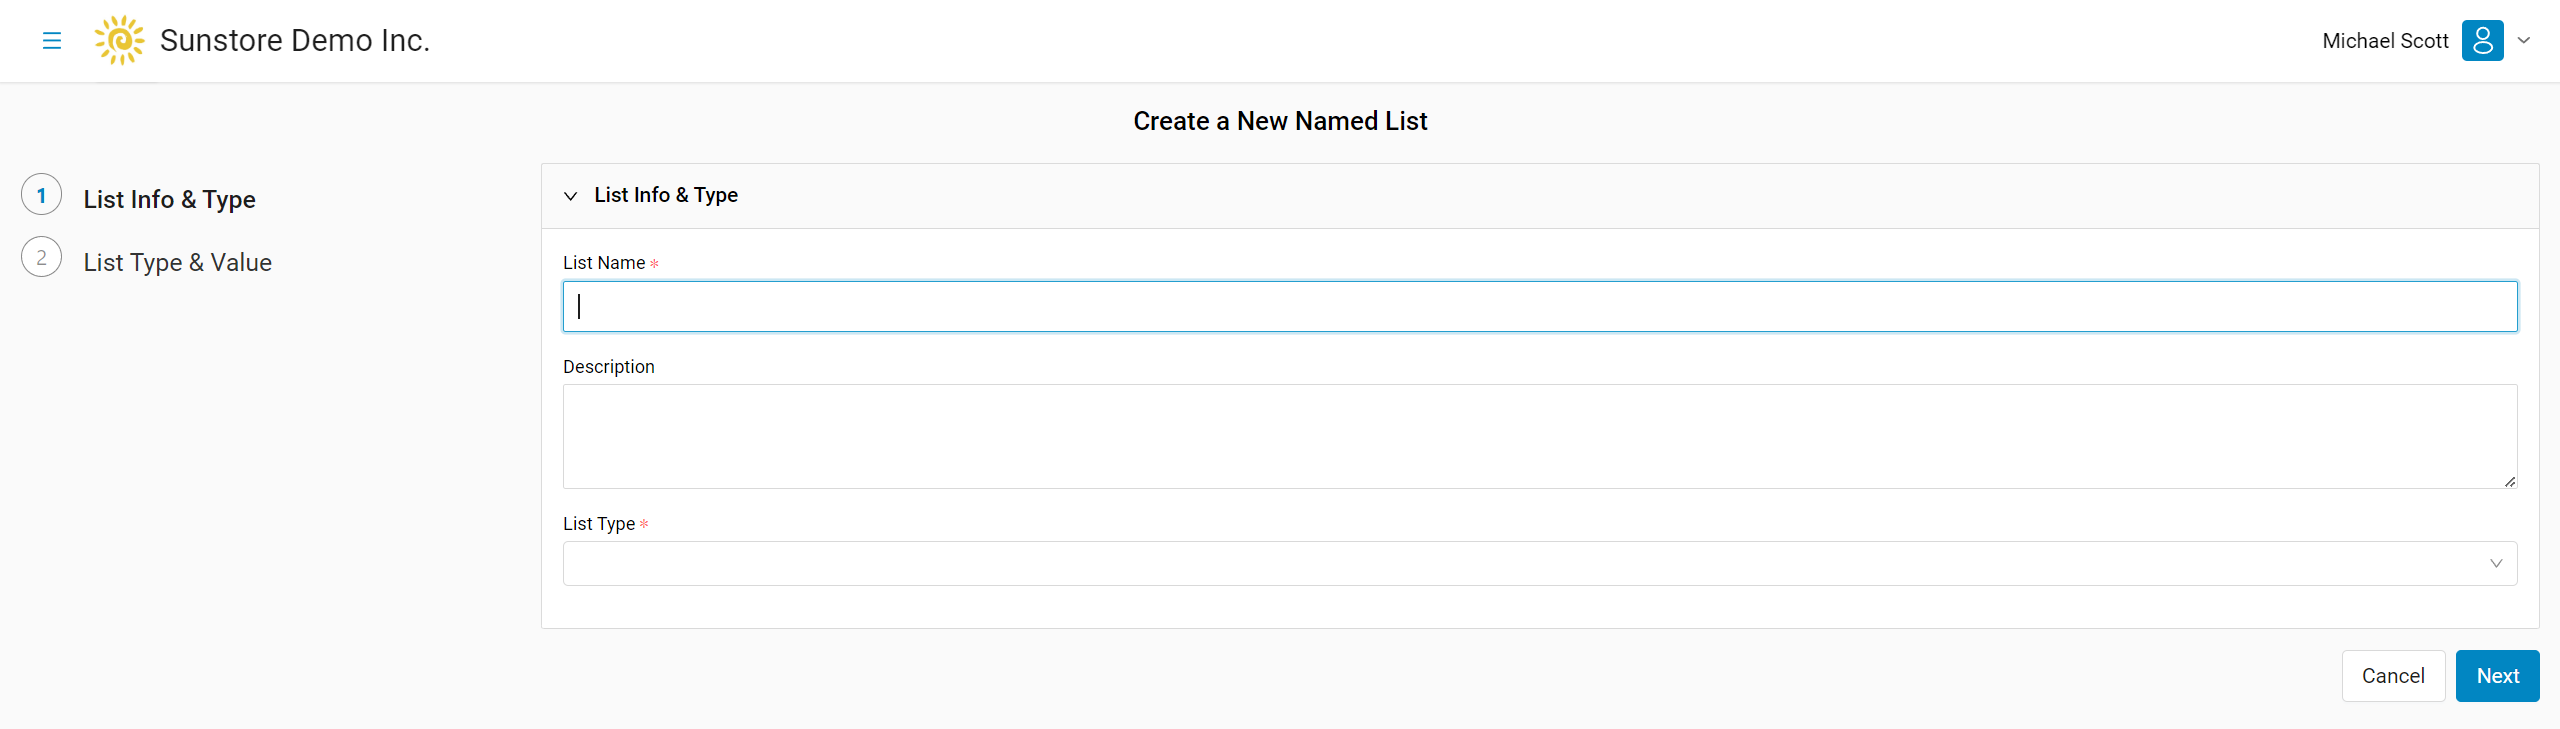 Sunstore Demo Inc.
Michael Scott
Create a New Named List
1 List Info & Type
2 List Type & Value
List Info & Type
List Name *
Description
List Type *
Cancel Next